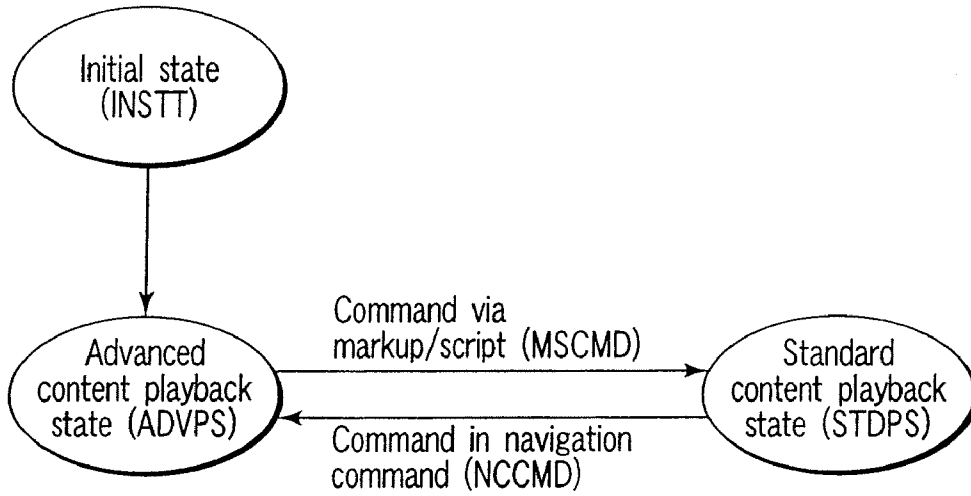 Initial state
(INSTT)
Command via
markup/script (MSCMD)
Advanced
content playback
state (ADVPS)
Standard
content playback
state (STDPS)
Command in navigation
command (NCCMD)